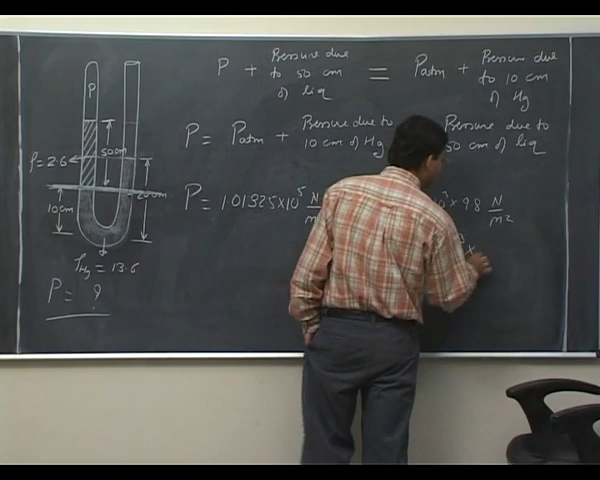 P + Pressure due to 50 cm of liq = Patm + Pressure due to 10 cm of Hg
P = Patm + Pressure due to 10 cm of Hg Pressure due to 50 cm of liq
P = 1.01325×10⁵ N × 9.8 N/m²
P
50cm
ρ = 2.6
10cm
20cm
ρHg = 13.6
P = ?